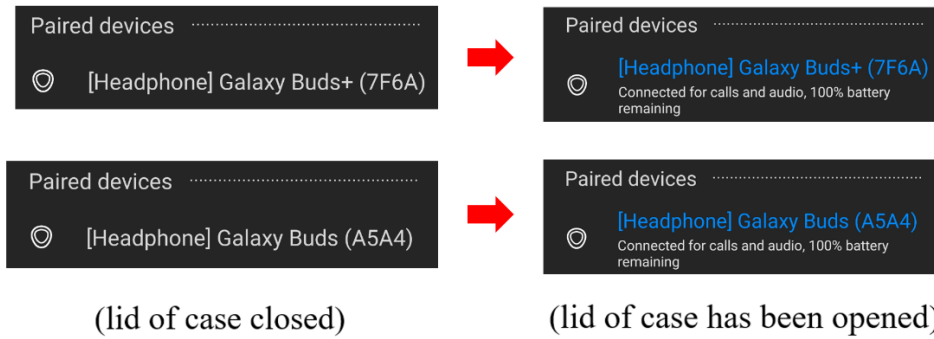 Paired devices
[Headphone] Galaxy Buds+ (7F6A)
Paired devices
[Headphone] Galaxy Buds+ (7F6A)
Connected for calls and audio, 100% battery
remaining
Paired devices
[Headphone] Galaxy Buds (A5A4)
Paired devices
[Headphone] Galaxy Buds (A5A4)
Connected for calls and audio, 100% battery
remaining
(lid of case closed)
(lid of case has been opened)